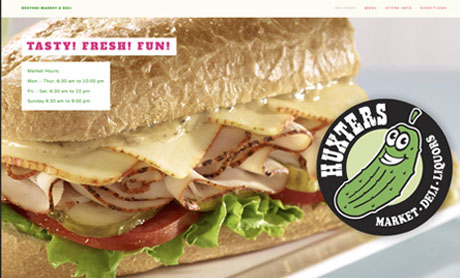 HUXTERS MARKET & DELI
WELCOME MENU STORE INFO DIRECTIONS
TASTY! FRESH! FUN!
Market Hours:
Mon. - Thur. 8:30 am to 10:00 pm
Fri. - Sat. 8:30 am to 10 pm
Sunday 8:30 am to 9:00 pm
HUXTERS
MARKET • DELI • LIQUORS